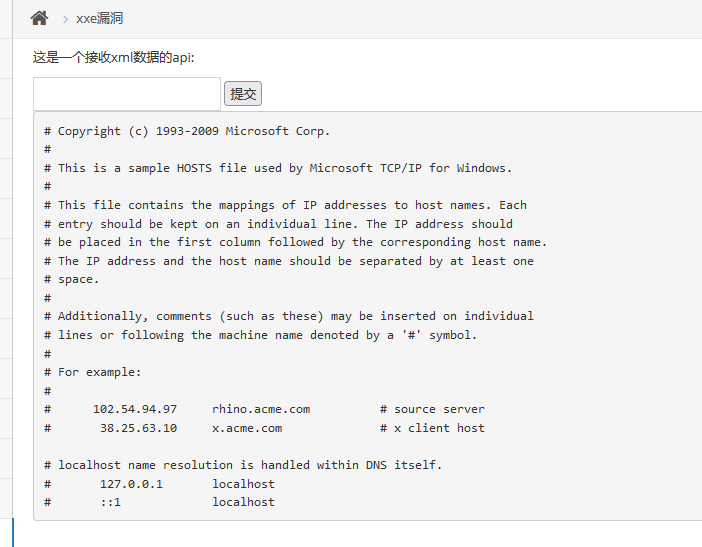 xxe漏洞
这是一个接收xml数据的api:
提交
# Copyright (c) 1993-2009 Microsoft Corp.
#
# This is a sample HOSTS file used by Microsoft TCP/IP for Windows.
#
# This file contains the mappings of IP addresses to host names. Each
# entry should be kept on an individual line. The IP address should
# be placed in the first column followed by the corresponding host name.
# The IP address and the host name should be separated by at least one
# space.
#
# Additionally, comments (such as these) may be inserted on individual
# lines or following the machine name denoted by a '#' symbol.
#
# For example:
#
#      102.54.94.97     rhino.acme.com          # source server
#       38.25.63.10     x.acme.com              # x client host
# localhost name resolution is handled within DNS itself.
#       127.0.0.1       localhost
#       ::1             localhost